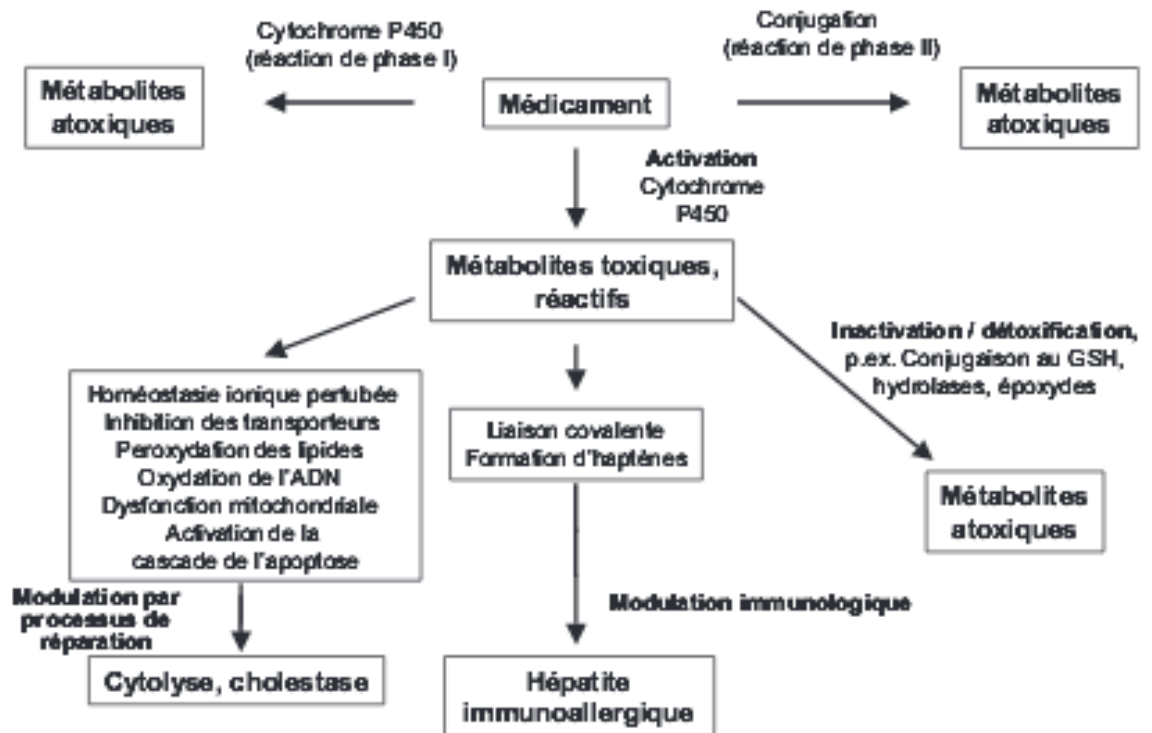 Cytochrome P450
(réaction de phase I)
Conjugation
(réaction de phase II)
Métabolites
atoxiques
Médicament
Métabolites
atoxiques
Activation
Cytochrome
P450
Métabolites toxiques,
réactifs
Inactivation / détoxification,
p.ex. Conjugaison au GSH,
hydrolases, époxydes
Homéostasie ionique pertubée
Inhibition des transporteurs
Peroxydation des lipides
Oxydation de l'ADN
Dysfonction mitochondriale
Activation de la
cascade de l'apoptose
Liaison covalente
Formation d'haptènes
Métabolites
atoxiques
Modulation par
processus de
réparation
Modulation immunologique
Cytolyse, cholestase
Hépatite
immunoallergique